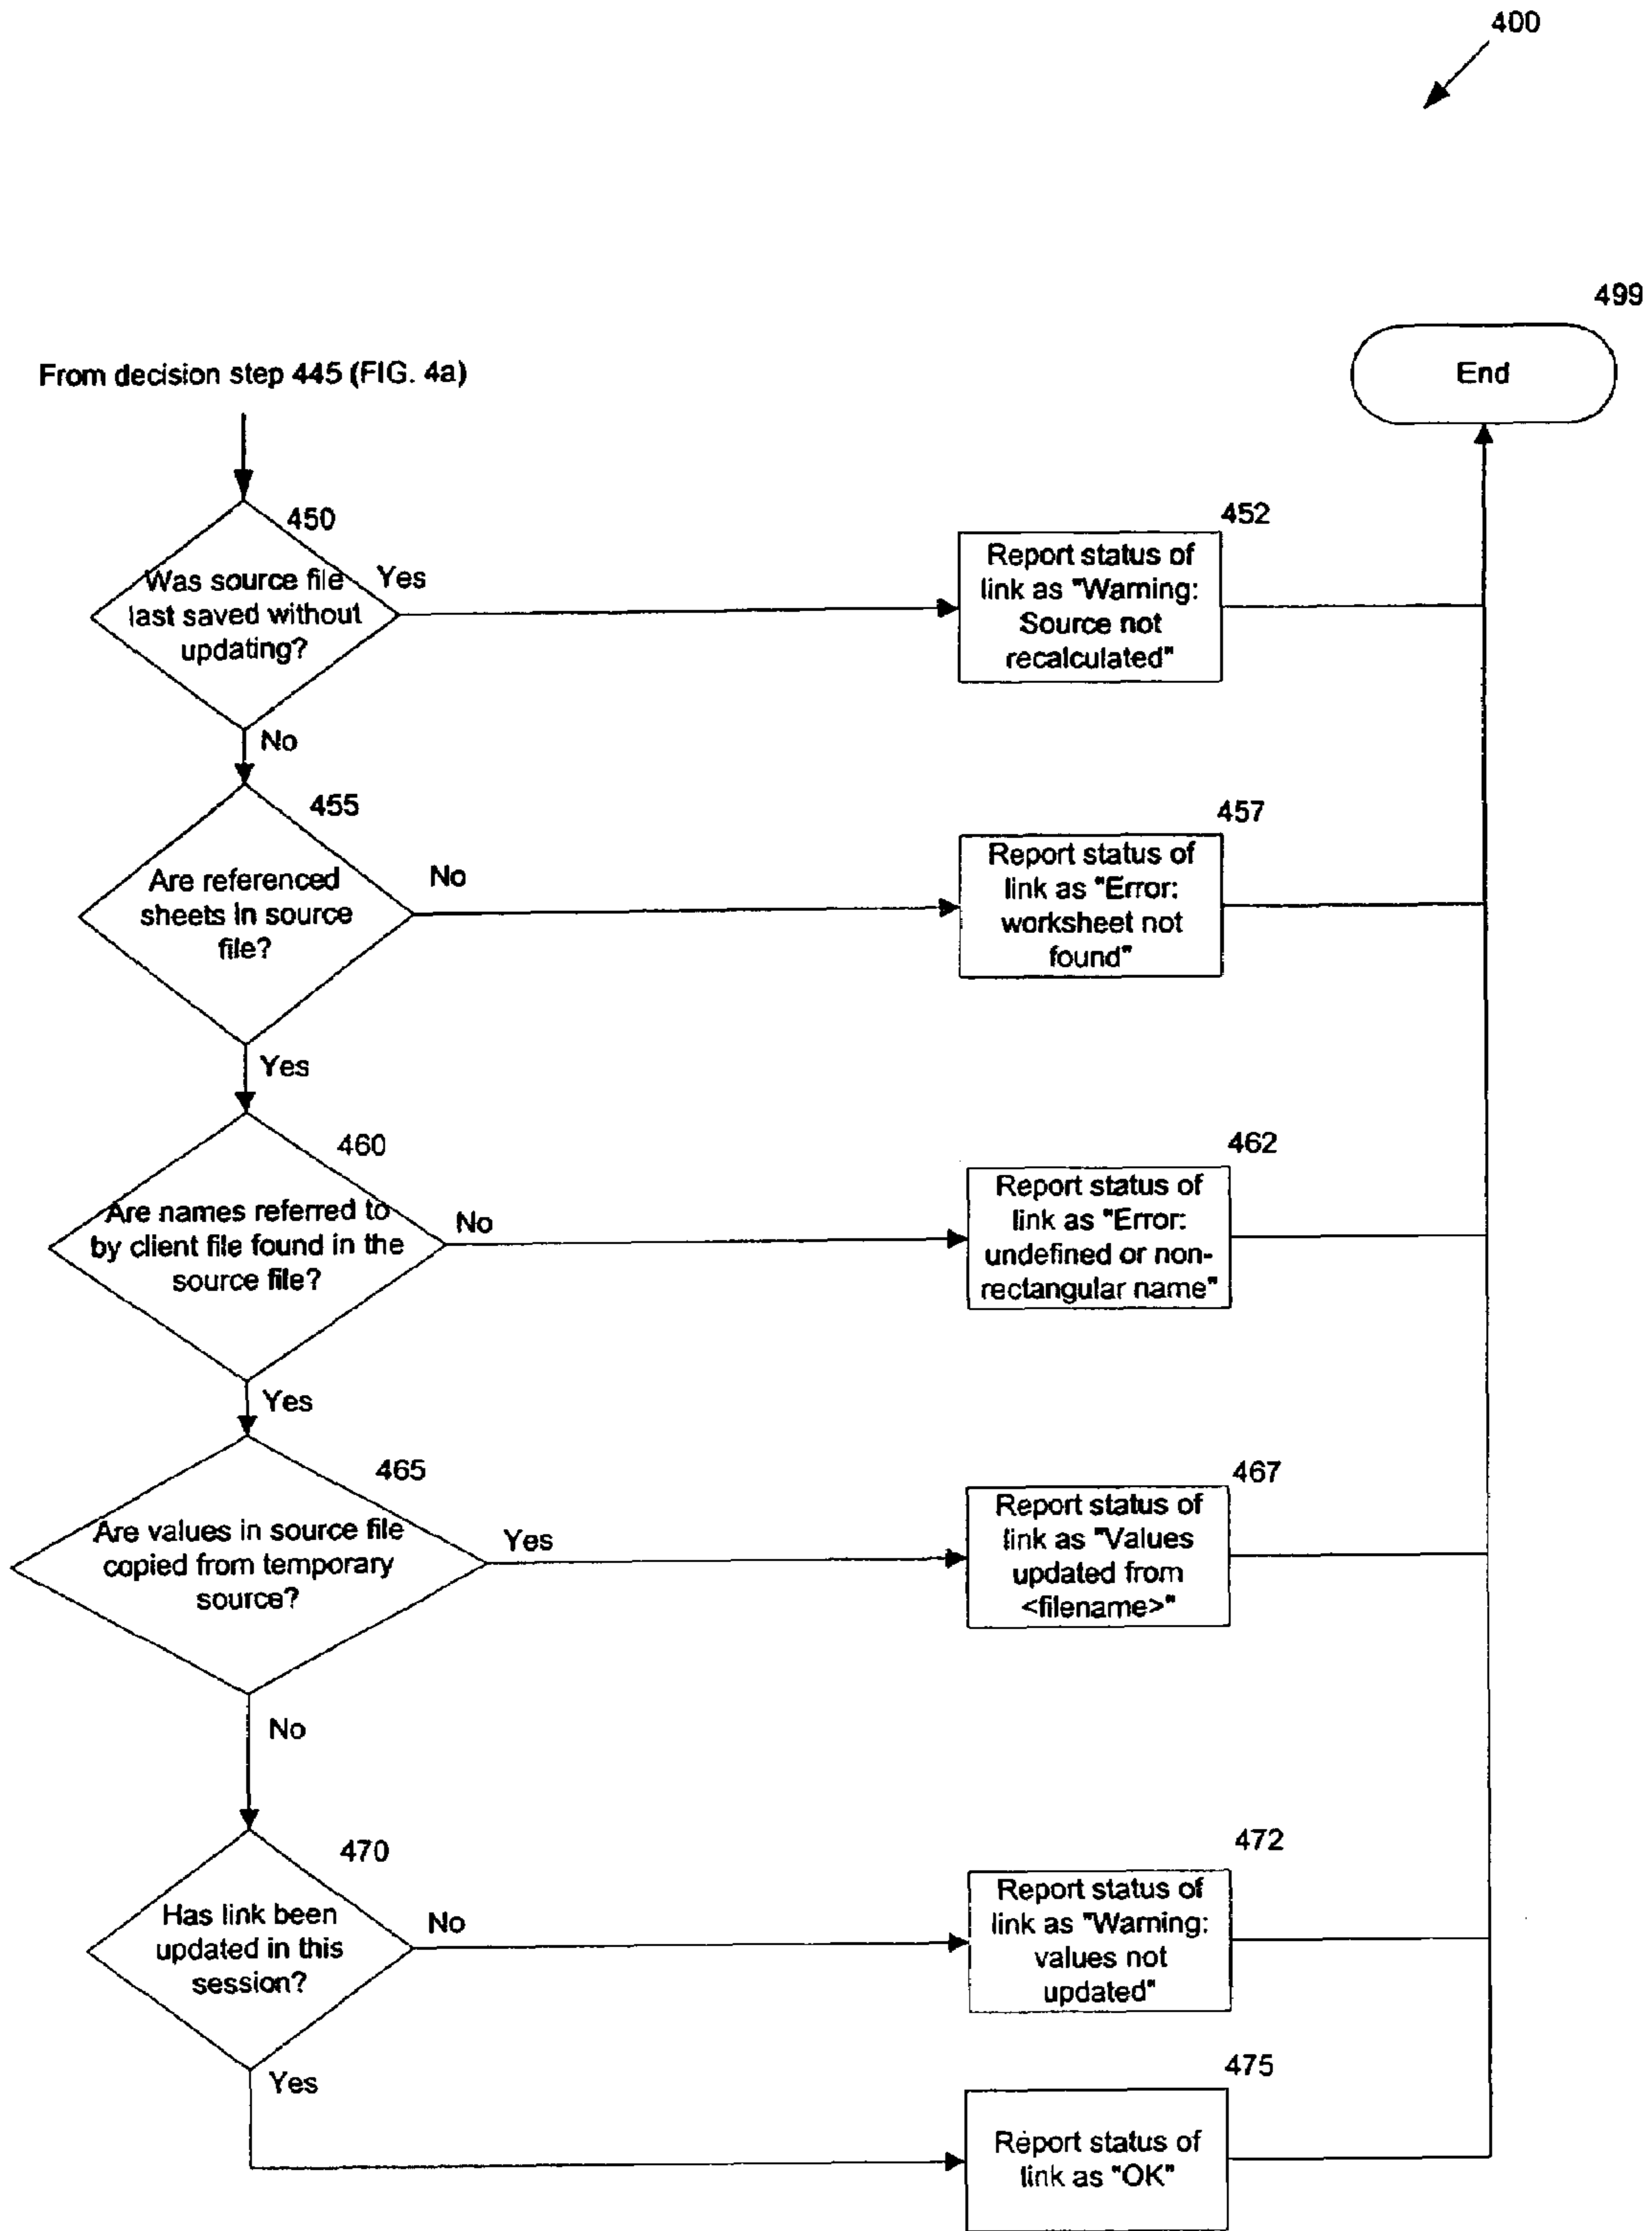 400
499
End
From decision step 445 (FIG. 4a)
450
Was source file
last saved without
updating?
Yes
No
452
Report status of
link as "Warning:
Source not
recalculated"
455
Are referenced
sheets in source
file?
No
Yes
457
Report status of
link as "Error:
worksheet not
found"
460
Are names referred to
by client file found in the
source file?
No
Yes
462
Report status of
link as "Error:
undefined or non-
rectangular name"
465
Are values in source file
copied from temporary
source?
Yes
No
467
Report status of
link as "Values
updated from
<filename>"
470
Has link been
updated in this
session?
No
Yes
472
Report status of
link as "Warning:
values not
updated"
475
Report status of
link as "OK"